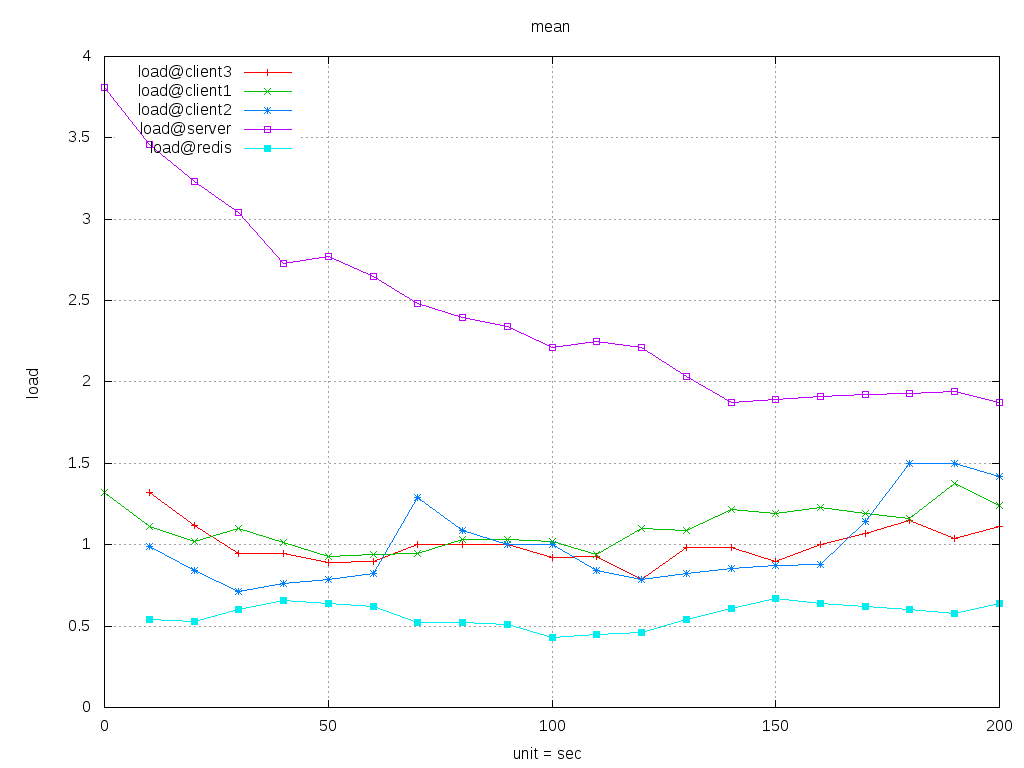 mean
4
3.5
3
2.5
2
1.5
1
0.5
0
load@client3
load@client1
load@client2
load@server
load@redis
load
0 50 100 150 200
unit = sec